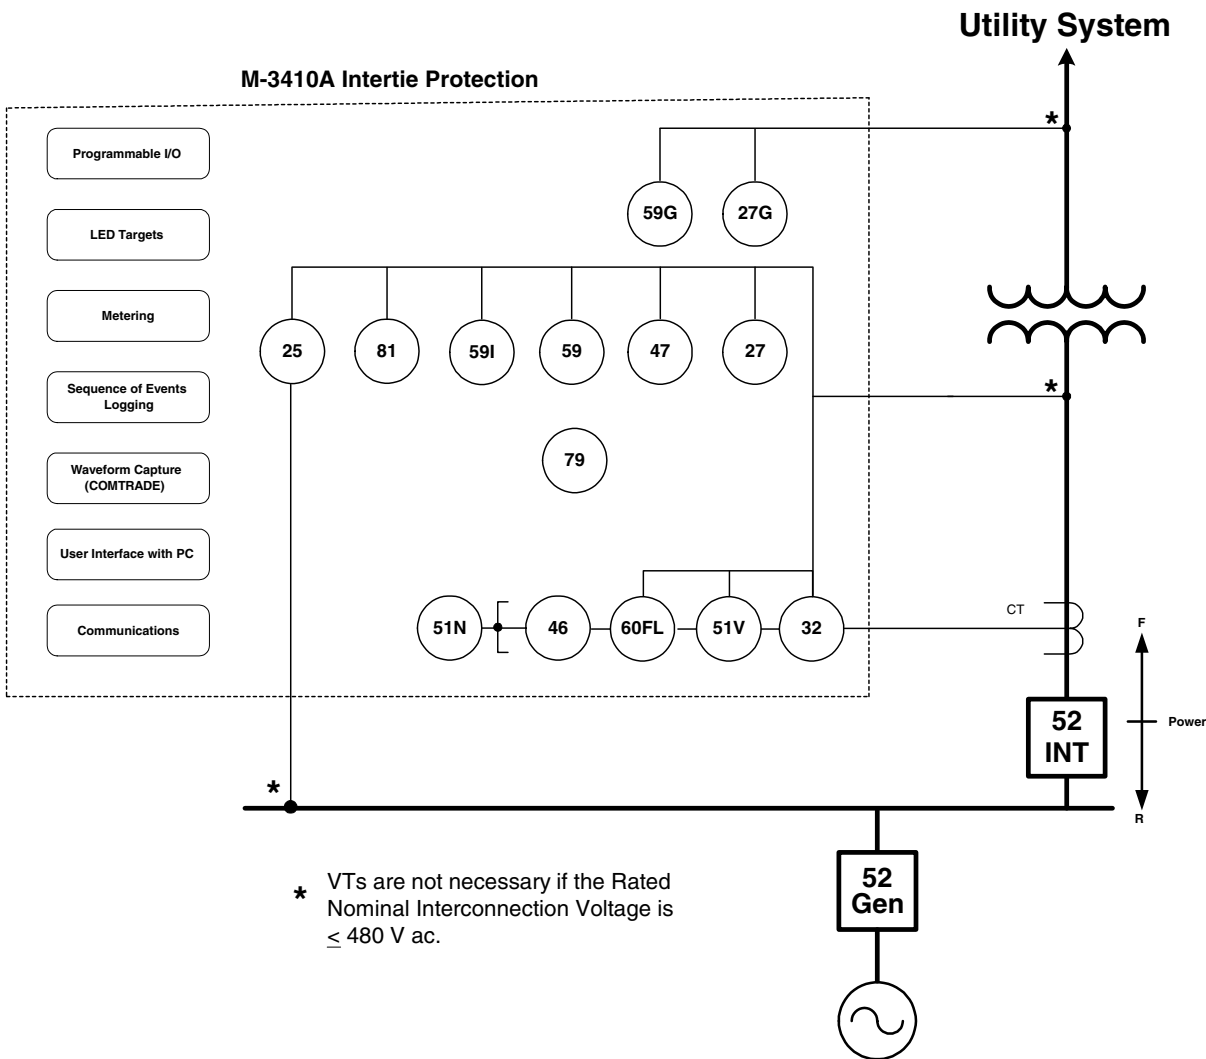 Utility System
M-3410A Intertie Protection
*
Programmable I/O
59G
27G
LED Targets
Metering
25
81
59I
59
47
27
Sequence of Events
Logging
*
79
Waveform Capture
(COMTRADE)
User Interface with PC
Communications
51N
46
60FL
51V
32
CT
F
52
INT
Power
R
*
* VTs are not necessary if the Rated
Nominal Interconnection Voltage is
≤ 480 V ac.
52
Gen